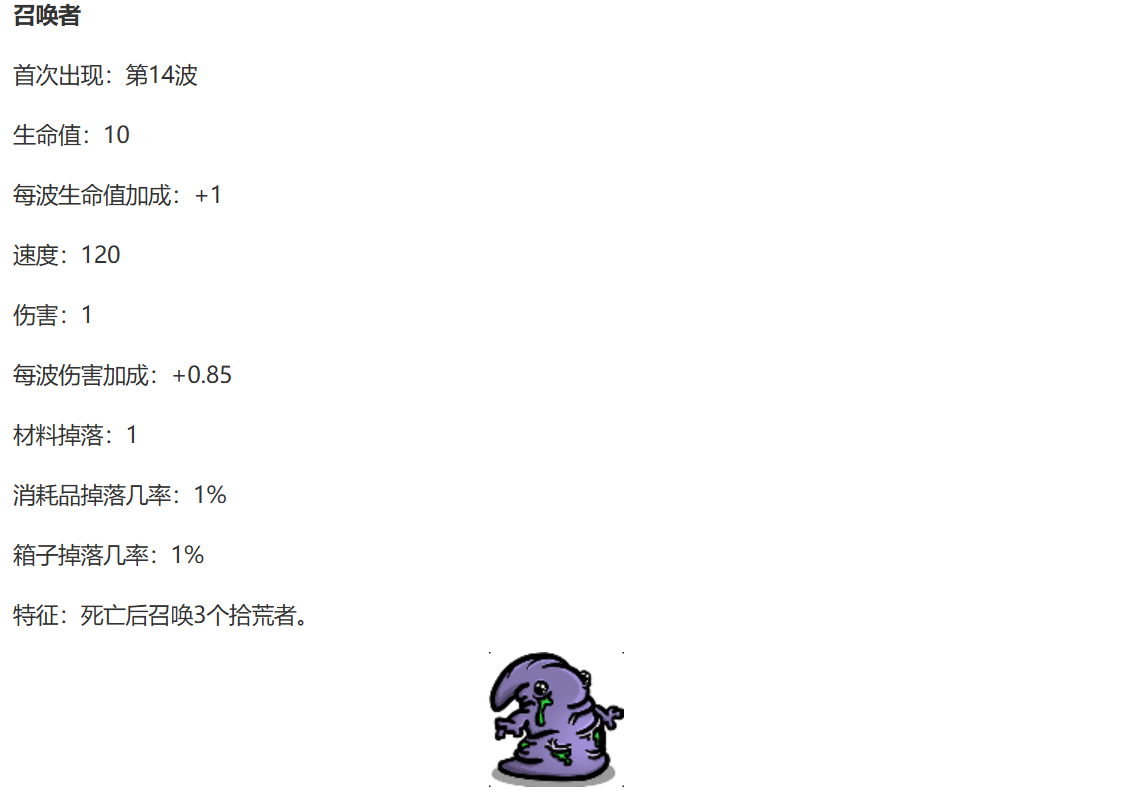 召唤者
首次出现：第14波
生命值：10
每波生命值加成：+1
速度：120
伤害：1
每波伤害加成：+0.85
材料掉落：1
消耗品掉落几率：1%
箱子掉落几率：1%
特征：死亡后召唤3个拾荒者。